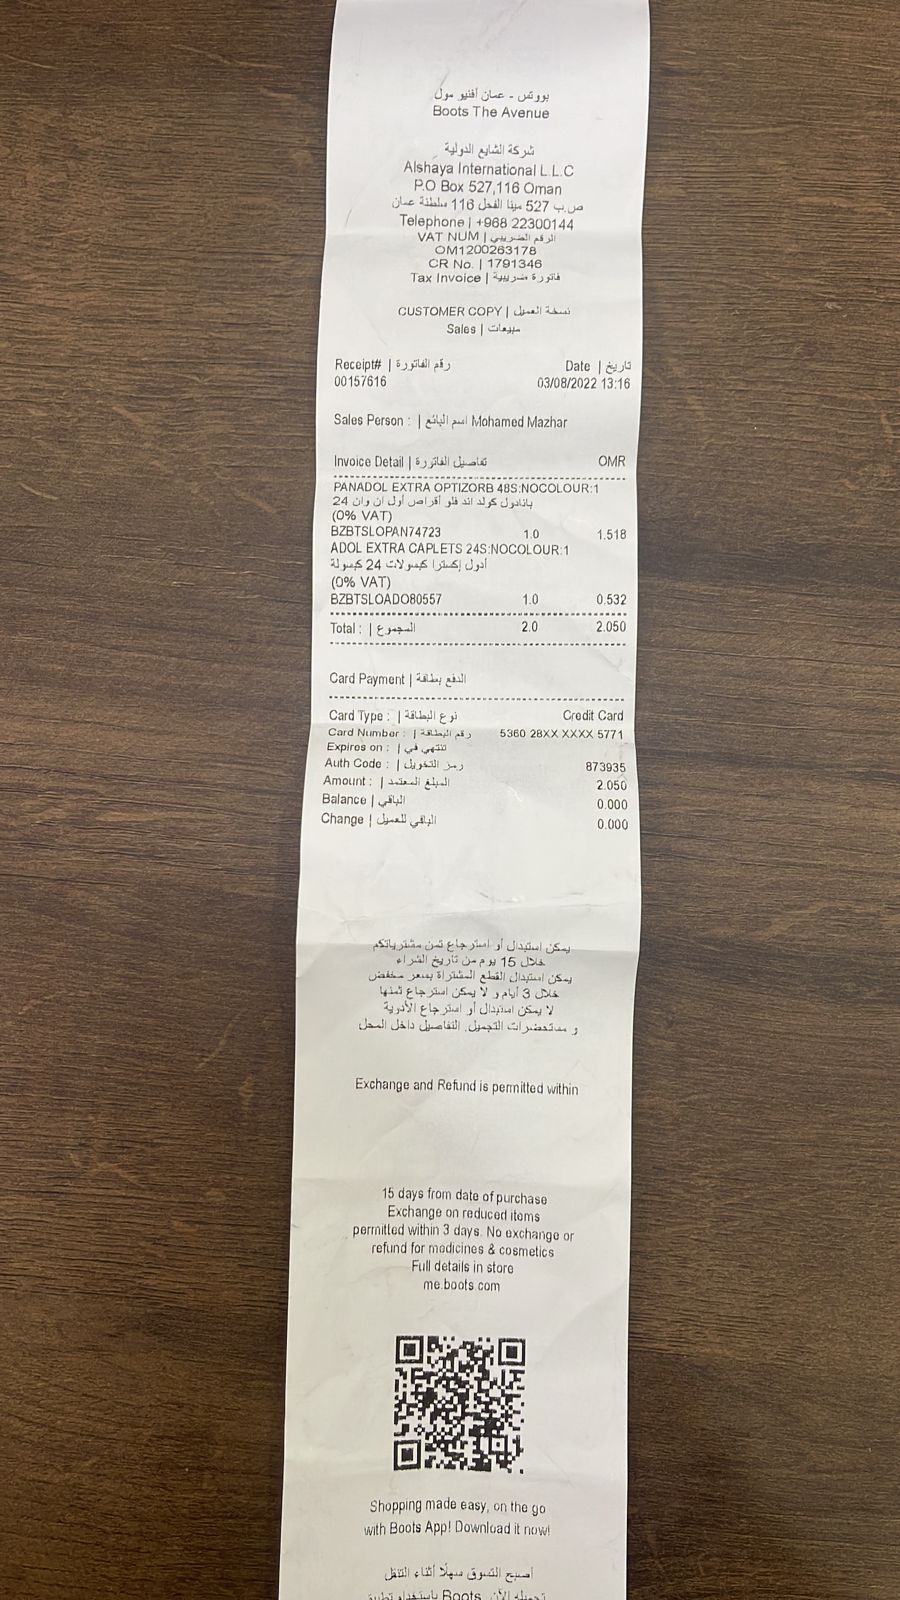 بووتس - عمان أفنيو مول
Boots The Avenue
شركة الشايع الدولية
Alshaya International L.L.C
P.O Box 527,116 Oman
ص.ب 527 مينا الفحل 116 سلطنة عمان
Telephone | +968 22300144
VAT NUM | الرقم الضريبي
OM1200263178
CR No. | 1791346
Tax Invoice | فاتورة ضريبية
CUSTOMER COPY | نسخة العميل
Sales | مبيعات
Receipt# | رقم الفاتورة Date | تاريخ
00157616 03/08/2022 13:16
Sales Person : | اسم البائع Mohamed Mazhar
Invoice Detail | تفاصيل الفاتورة OMR
PANADOL EXTRA OPTIZORB 48S:NOCOLOUR:1
بانادول كولد اند فلو أقراص أول ان وان 24
(0% VAT)
BZBTSLOPAN74723 1.0 1.518
ADOL EXTRA CAPLETS 24S:NOCOLOUR:1
أدول إكسترا كبسولات 24 كبسولة
(0% VAT)
BZBTSLOADO80557 1.0 0.532
Total : | المجموع 2.0 2.050
Card Payment | الدفع بطاقة
Card Type : | نوع البطاقة Credit Card
Card Number : | رقم البطاقة 5360 28XX XXXX 5771
Expires on : | تنتهي في
Auth Code : | رمز التخويل 873935
Amount : | المبلغ المعتمد 2.050
Balance | الباقي 0.000
Change | الباقي للعميل 0.000
يمكن استبدال أو استرجاع ثمن مشترياتكم
خلال 15 يوم من تاريخ الشراء
يمكن استبدال القطع المشتراة بسعر مخفض
خلال 3 أيام و لا يمكن استرجاع ثمنها
لا يمكن استبدال أو استرجاع الأدوية
و مستحضرات التجميل. التفاصيل داخل المحل
Exchange and Refund is permitted within
15 days from date of purchase
Exchange on reduced items
permitted within 3 days. No exchange or
refund for medicines & cosmetics
Full details in store
me.boots.com
Shopping made easy, on the go
with Boots App! Download it now!
أصبح التسوق سهلًا أثناء التنقل
باستخدام تطبيق Boots. تحميله الآن